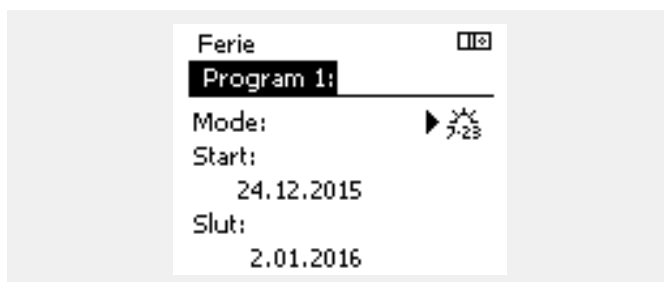 Ferie
Program 1:
Mode: 7-23
Start:
24.12.2015
Slut:
2.01.2016